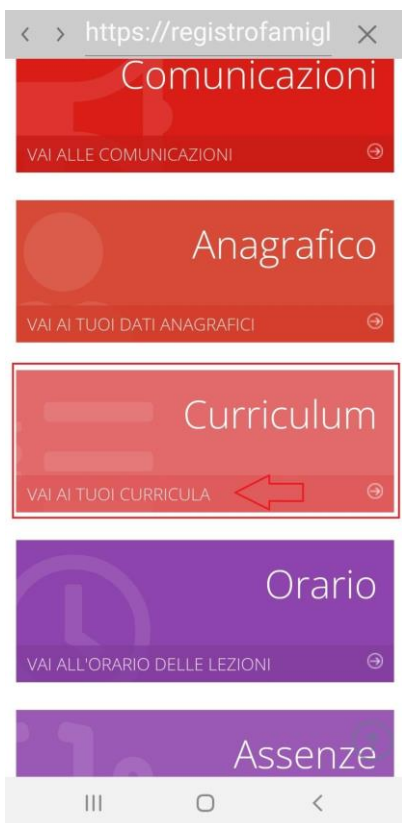 https://registrofamigl
Comunicazioni
VAI ALLE COMUNICAZIONI
Anagrafico
VAI AI TUOI DATI ANAGRAFICI
Curriculum
VAI AI TUOI CURRICULA
Orario
VAI ALL'ORARIO DELLE LEZIONI
Assenze